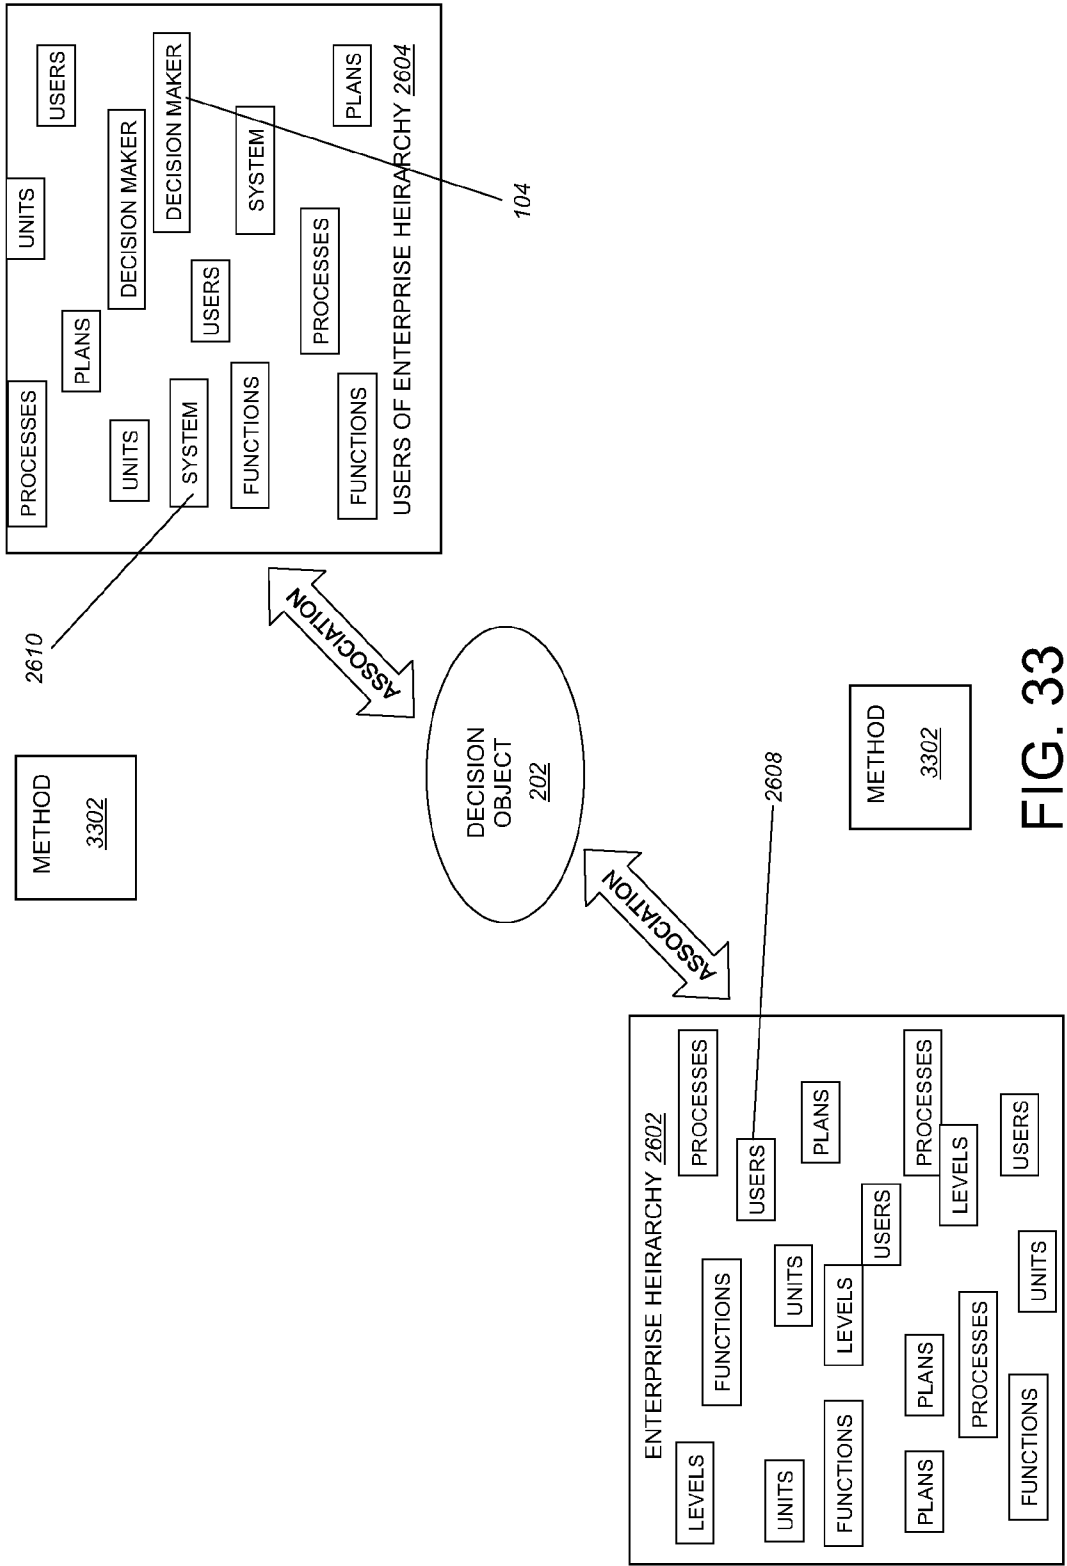 METHOD
3302
2610
PROCESSES
UNITS
USERS
PLANS
DECISION MAKER
UNITS
DECISION MAKER
SYSTEM
USERS
FUNCTIONS
SYSTEM
PROCESSES
FUNCTIONS
PLANS
USERS OF ENTERPRISE HEIRARCHY 2604
104
ASSOCIATION
DECISION
OBJECT
202
ASSOCIATION
ENTERPRISE HEIRARCHY 2602
LEVELS
PROCESSES
FUNCTIONS
USERS
UNITS
UNITS
PLANS
FUNCTIONS
LEVELS
USERS
PLANS
PLANS
PROCESSES
LEVELS
PROCESSES
USERS
FUNCTIONS
UNITS
2608
METHOD
3302
FIG. 33